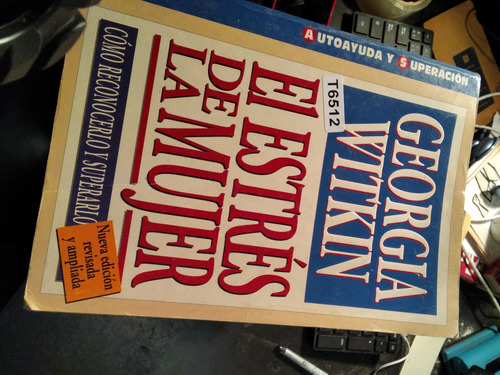 AUTOAYUDA Y SUPERACIÓN
GEORGIA
WITKIN
T6512
El ESTRÉS
DE
LA MUJER
CÓMO RECONOCERLO Y SUPERARLO
Nueva edición
revisada
y ampliada